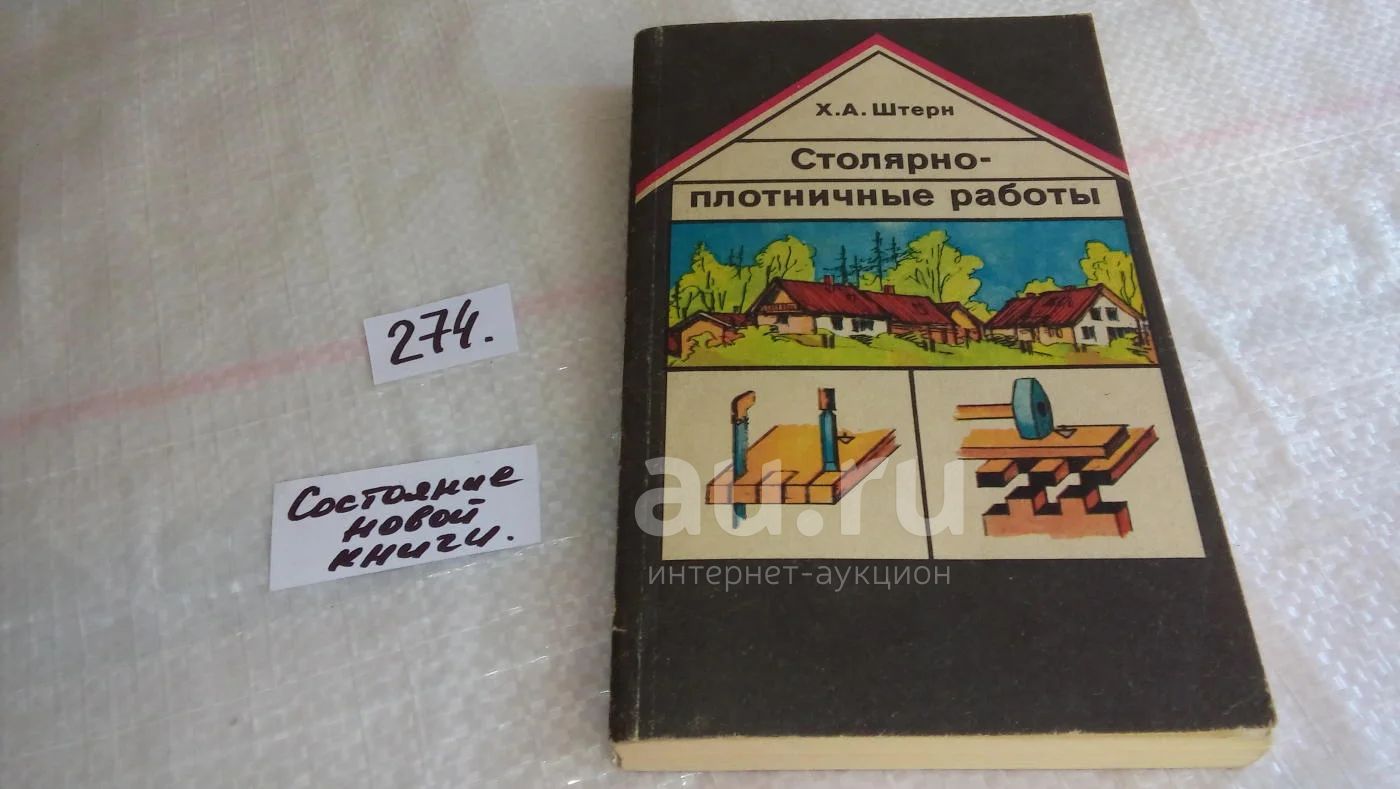 Х.А. Штерн
Столярно-
плотничные работы
274.
Состояние
новой
книги.
au.ru
интернет-аукцион